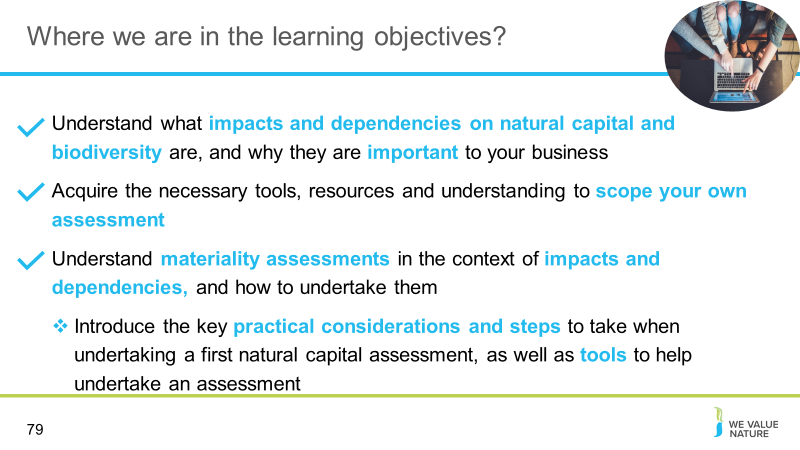 Where we are in the learning objectives?
Understand what impacts and dependencies on natural capital and
biodiversity are, and why they are important to your business
Acquire the necessary tools, resources and understanding to scope your own
assessment
Understand materiality assessments in the context of impacts and
dependencies, and how to undertake them
Introduce the key practical considerations and steps to take when
undertaking a first natural capital assessment, as well as tools to help
undertake an assessment
79
WE VALUE
NATURE